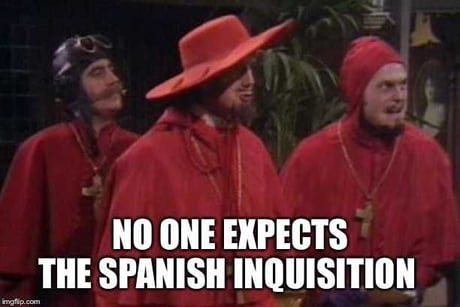 NO ONE EXPECTS
THE SPANISH INQUISITION
imgflip.com